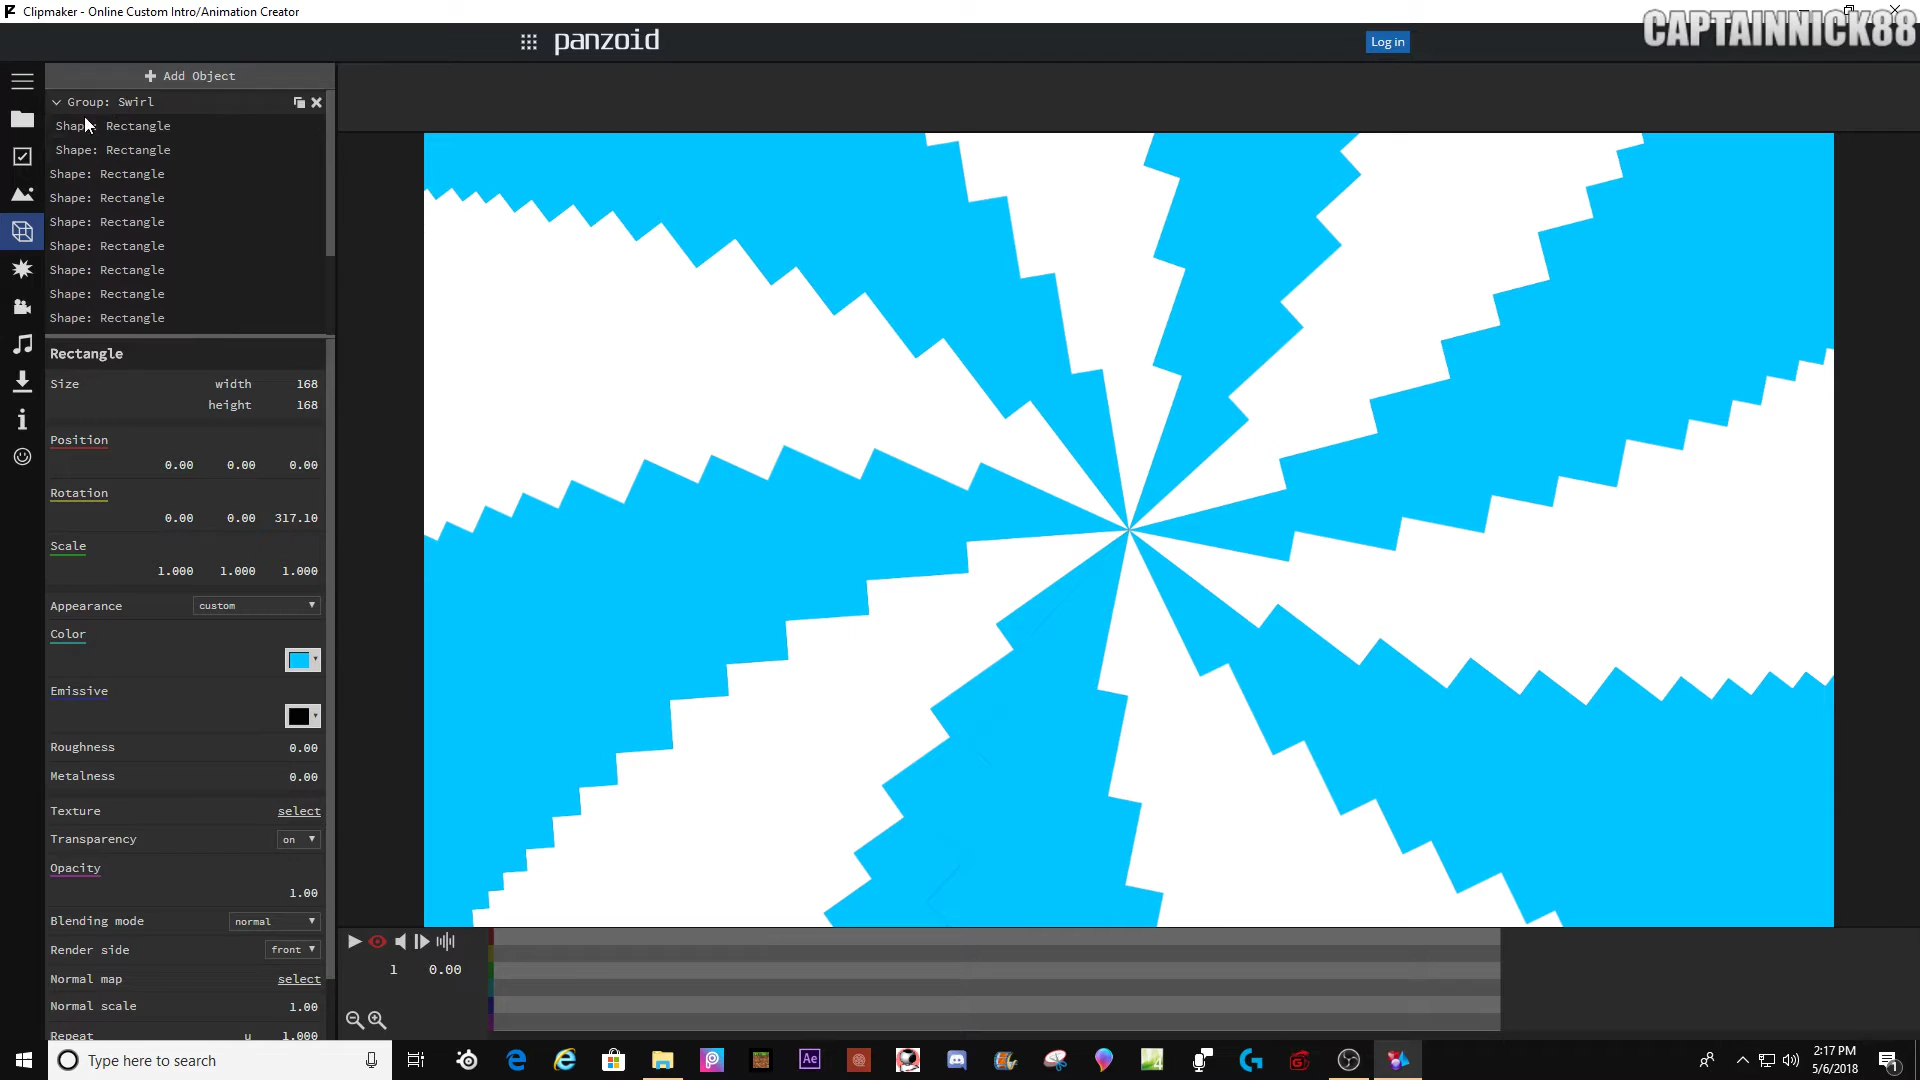 Clipmaker - Online Custom Intro/Animation Creator
CAPTAINNICK88
panzoid
Log in
Add Object
Group: Swirl
Shape: Rectangle
Shape: Rectangle
Shape: Rectangle
Shape: Rectangle
Shape: Rectangle
Shape: Rectangle
Shape: Rectangle
Shape: Rectangle
Shape: Rectangle
Rectangle
Size width 168
height 168
Position
0.00 0.00 0.00
Rotation
0.00 0.00 317.10
Scale
1.000 1.000 1.000
Appearance custom
Color
Emissive
Roughness 0.00
Metalness 0.00
Texture select
Transparency on
Opacity
1.00
Blending mode normal
Render side front
Normal map select
Normal scale 1.00
Repeat u 1.000
1 0.00
Type here to search
Ae
2:17 PM
5/6/2018
1